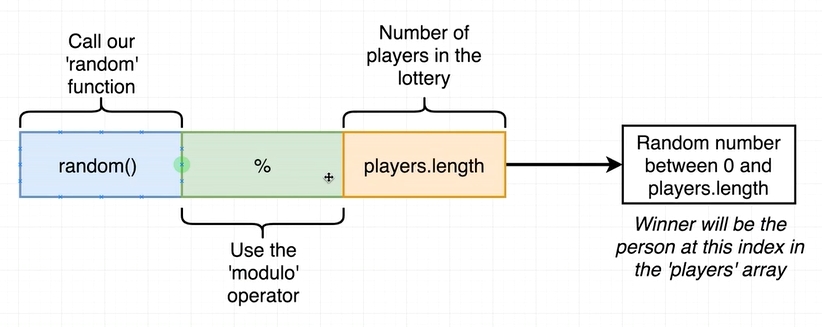 Call our
'random'
function
Number of
players in the
lottery
random()
%
players.length
Use the
'modulo'
operator
Random number
between 0 and
players.length
Winner will be the
person at this index in
the 'players' array